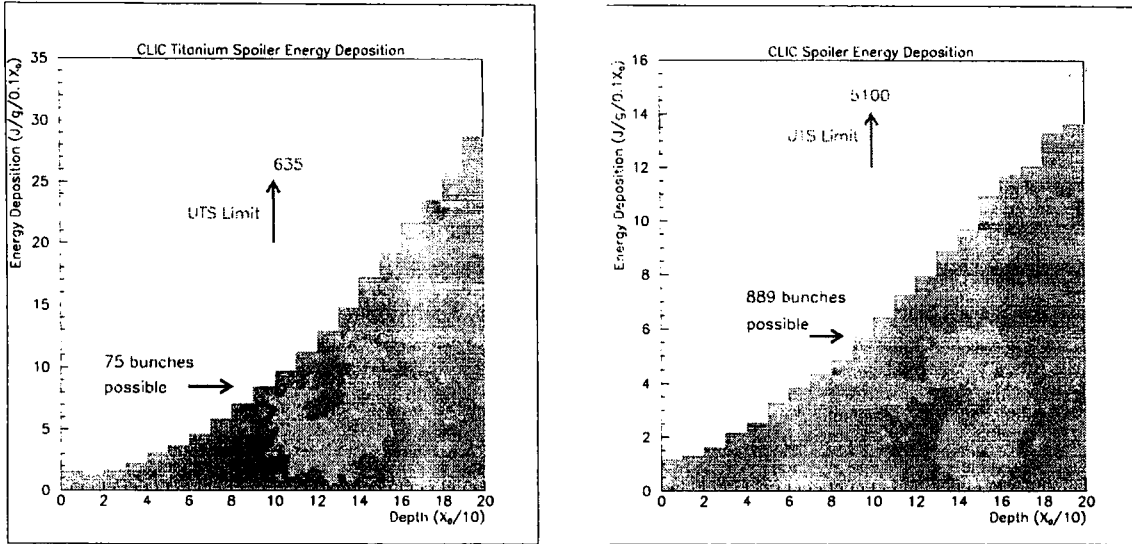 CLIC Titanium Spoiler Energy Deposition
Energy Deposition (J/g/0.1X₀)
35
30
25
20
15
10
5
0
635
UTS Limit
75 bunches
possible
0 2 4 6 8 10 12 14 16 18 20
Depth (X₀/10)
CLIC Spoiler Energy Deposition
Energy Deposition (J/g/0.1X₀)
16
14
12
10
8
6
4
2
0
5100
UTS Limit
889 bunches
possible
0 2 4 6 8 10 12 14 16 18 20
Depth (X₀/10)